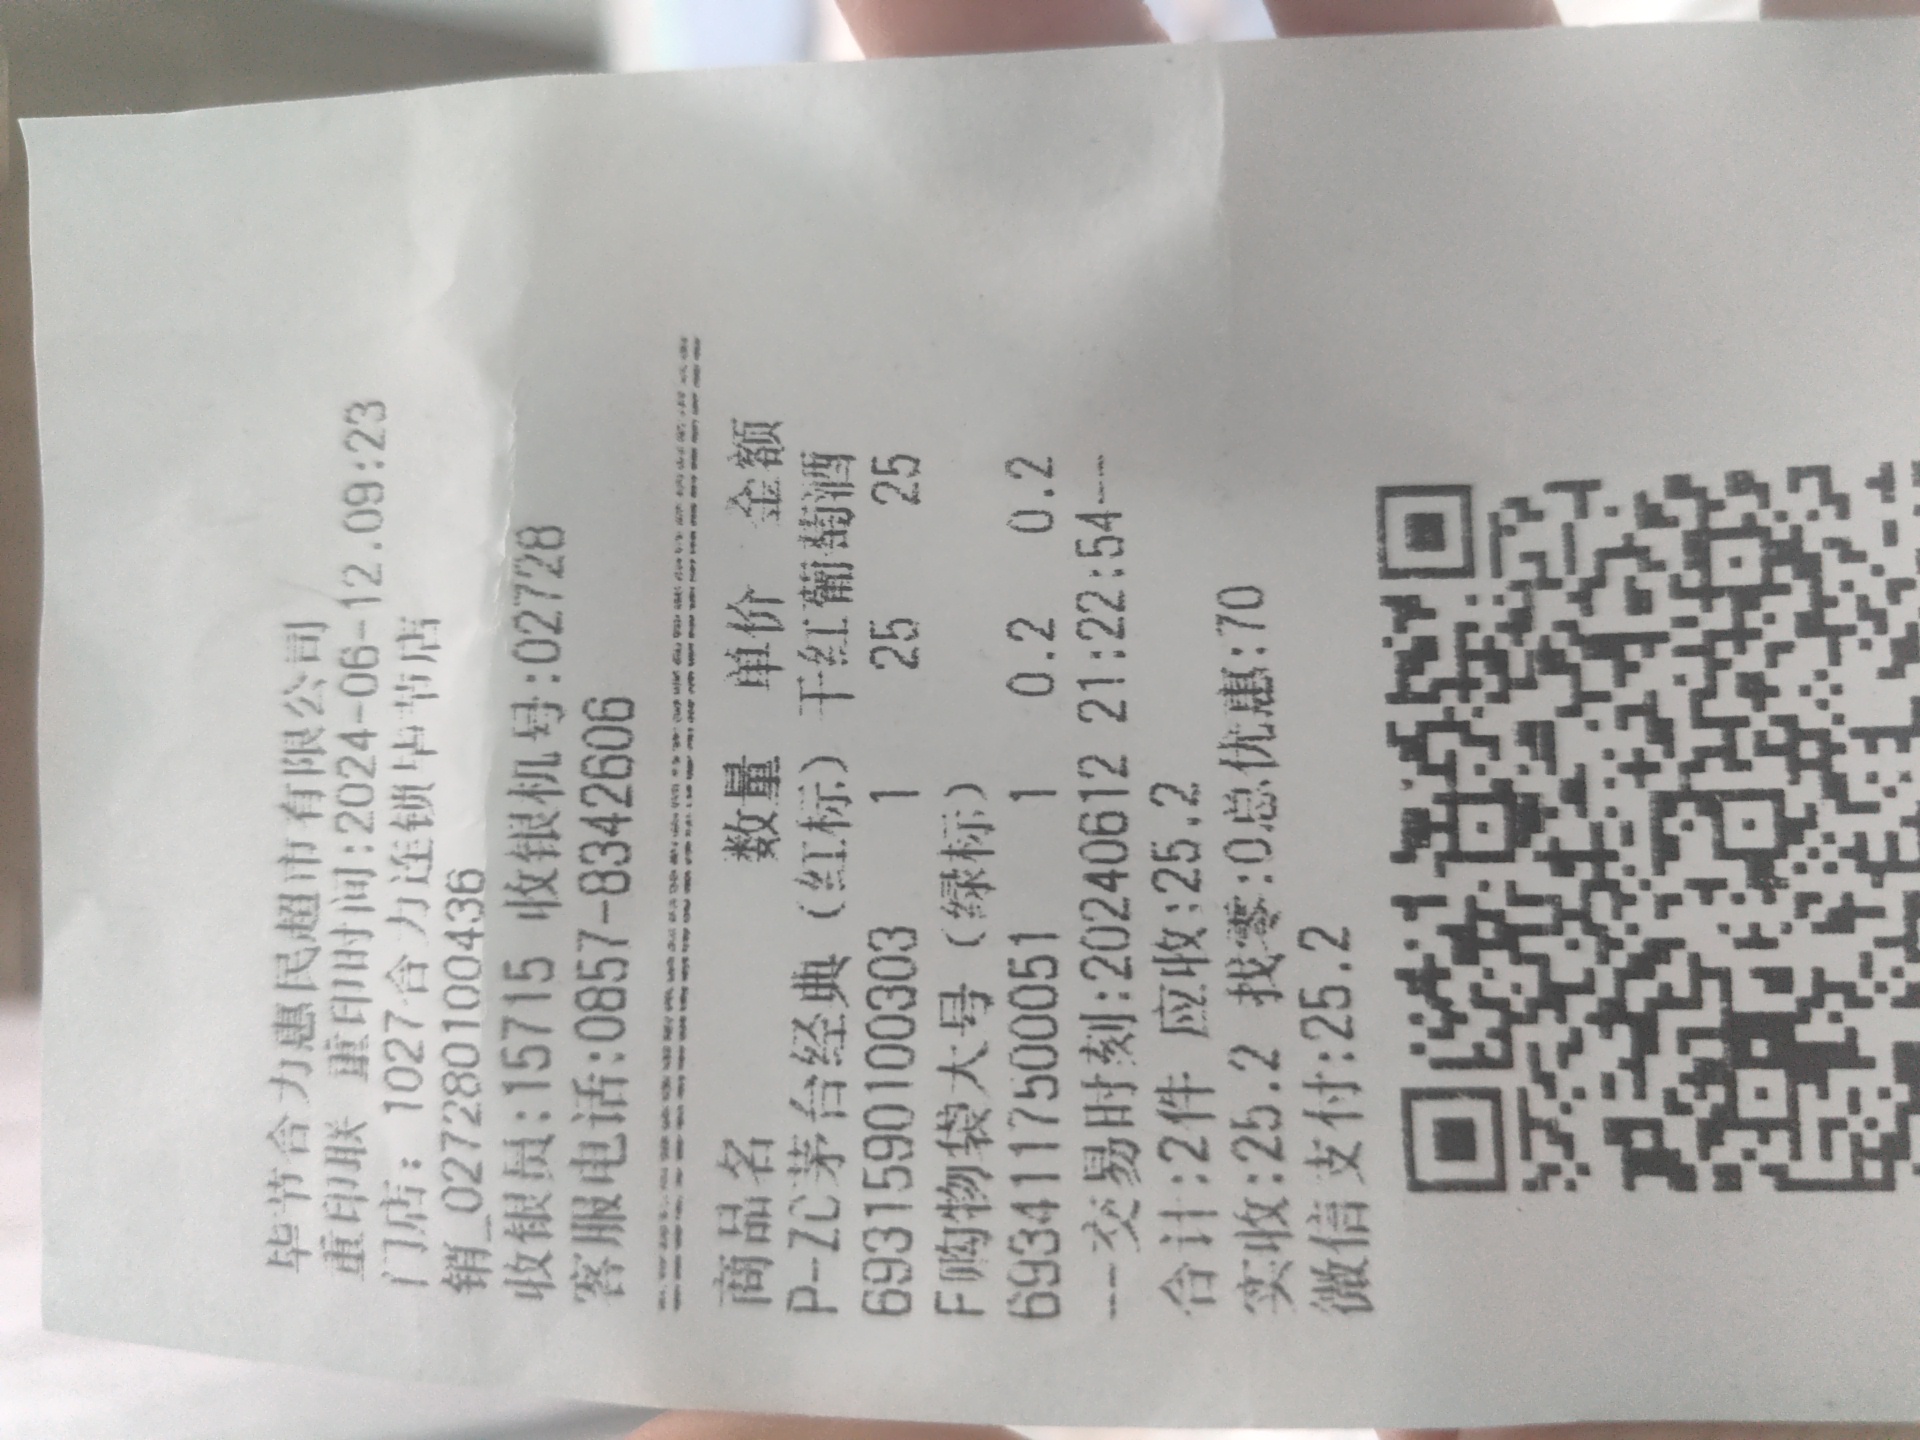 毕节合力惠民超市有限公司
重印联 重印时间:2024-06-12.09:23
门店: 1027合力连锁毕节店
销_02728010 0436
收银员:15715 收银机号:02728
客服电话:0857-8342606
商品名 数量 单价 金额
P-ZC茅台经典(红标)干红葡萄酒
6931590100303 1 25 25
F购物袋大号(绿标)
6934117500051 1 0.2 0.2
--交易时刻:20240612 21:22:54---
合计:2件 应收:25.2
实收:25.2 找零:0总优惠:70
微信支付:25.2